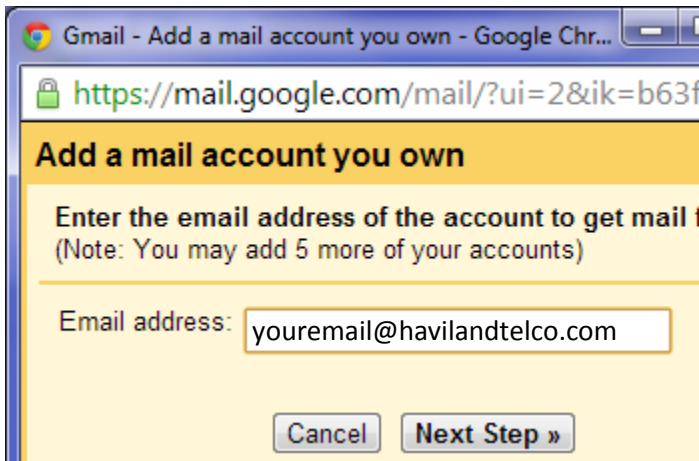 Gmail - Add a mail account you own - Google Chr...
https://mail.google.com/mail/?ui=2&ik=b63f
Add a mail account you own
Enter the email address of the account to get mail f
(Note: You may add 5 more of your accounts)
Email address: youremail@havilandtelco.com
Cancel Next Step »